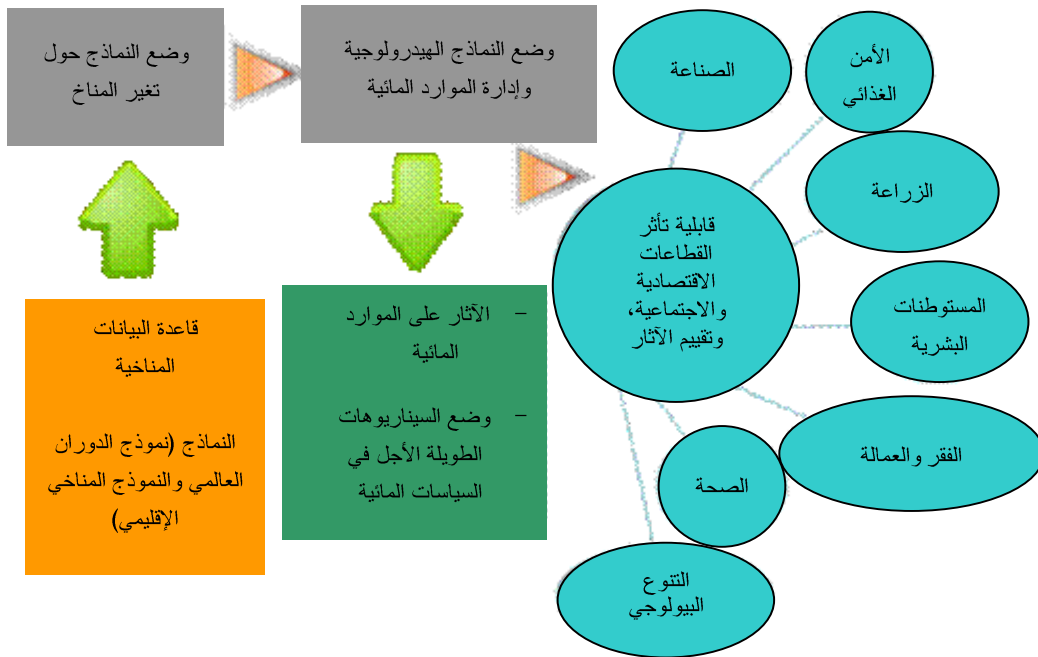 وضع النماذج حول
تغير المناخ
وضع النماذج الهيدرولوجية
وإدارة الموارد المائية
قاعدة البيانات
المناخية
النماذج (نموذج الدوران
العالمي والنموذج المناخي
الإقليمي)
– الآثار على الموارد
المائية
– وضع السيناريوهات
الطويلة الأجل في
السياسات المائية
قابلية تأثر
القطاعات
الاقتصادية
والاجتماعية،
وتقييم الآثار
الصناعة
الأمن
الغذائي
الزراعة
المستوطنات
البشرية
الفقر والعمالة
الصحة
التنوع
البيولوجي